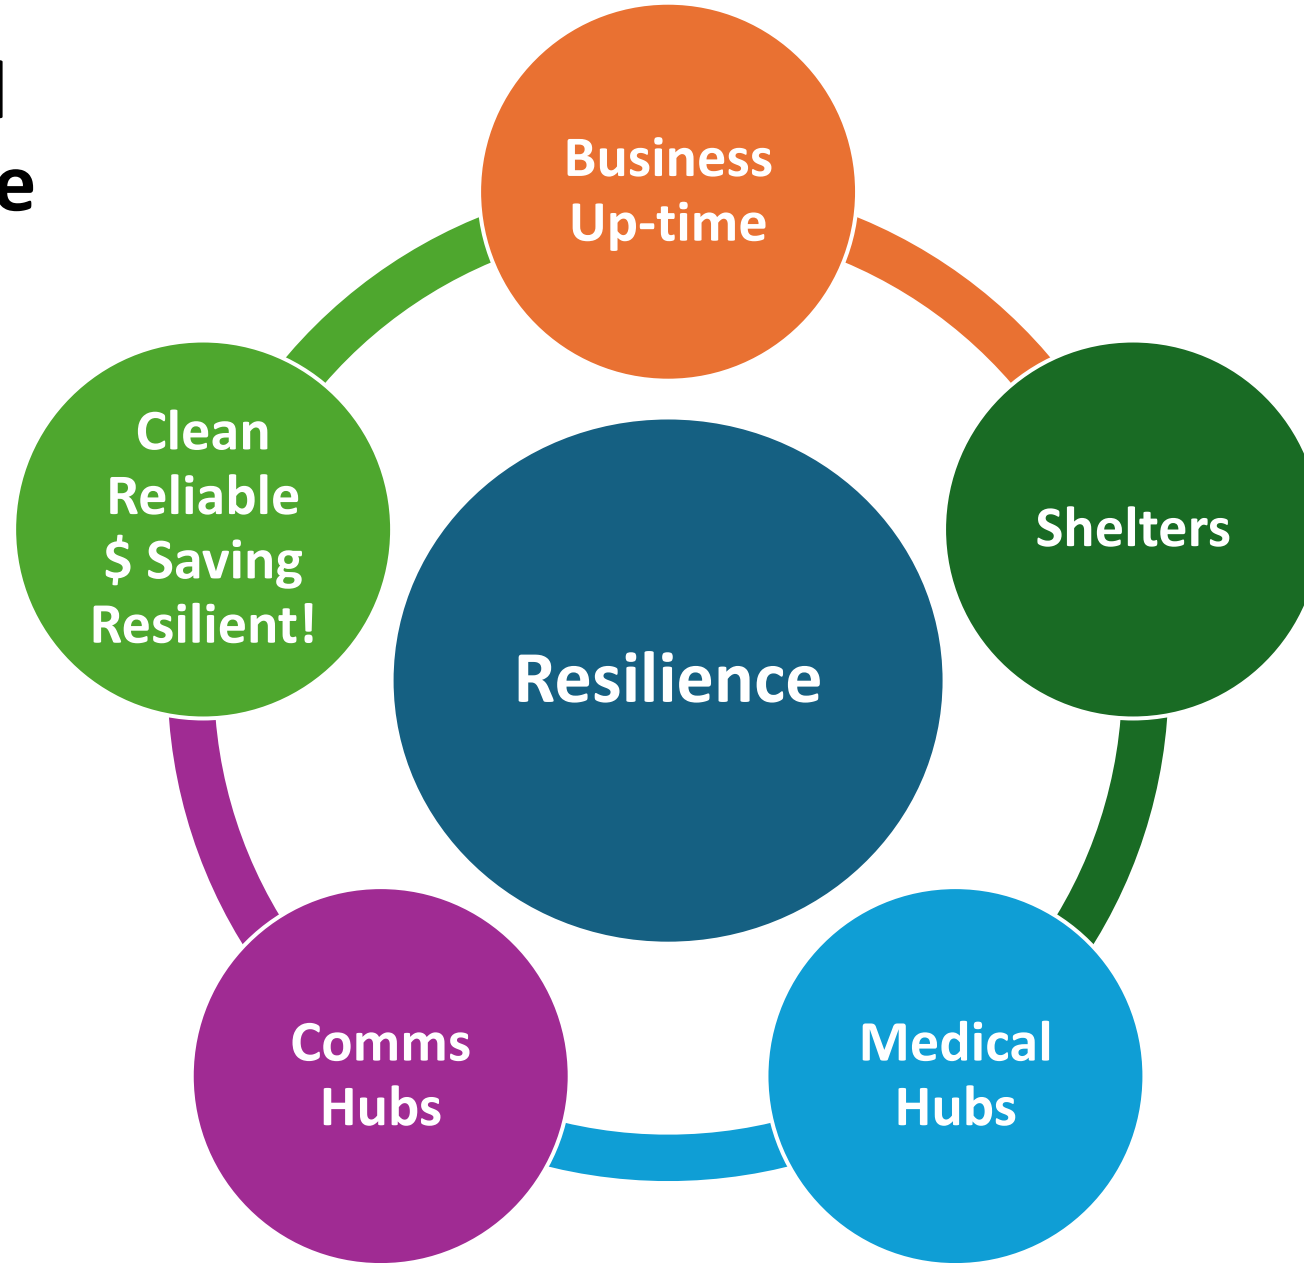 Business
Up-time
Clean
Reliable
$ Saving
Resilient!
Shelters
Resilience
Comms
Hubs
Medical
Hubs